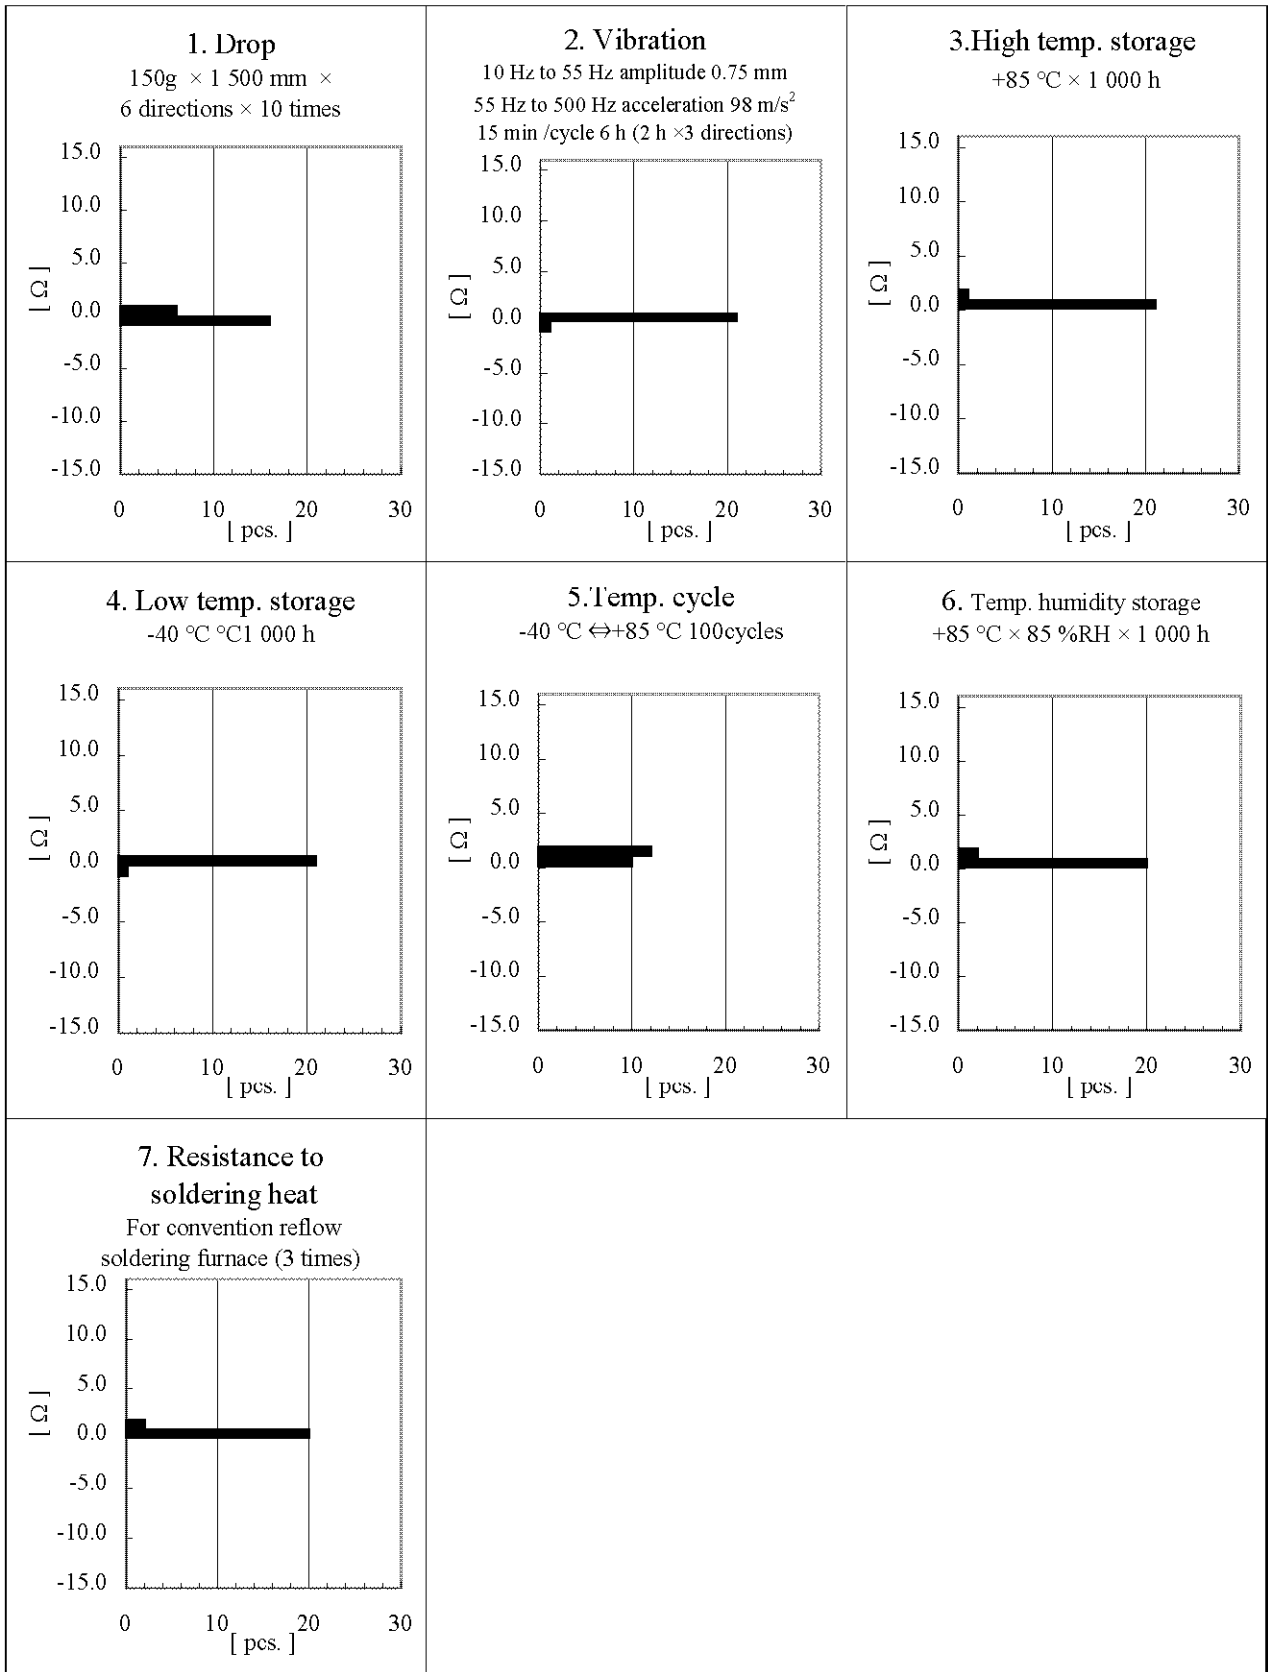 1. Drop
150g × 1 500 mm ×
6 directions × 10 times
15.0
10.0
5.0
0.0
-5.0
-10.0
-15.0
[ Ω ]
0 10 20 30
[ pcs. ]
2. Vibration
10 Hz to 55 Hz amplitude 0.75 mm
55 Hz to 500 Hz acceleration 98 m/s²
15 min /cycle 6 h (2 h ×3 directions)
15.0
10.0
5.0
0.0
-5.0
-10.0
-15.0
[ Ω ]
0 10 20 30
[ pcs. ]
3.High temp. storage
+85 °C × 1 000 h
15.0
10.0
5.0
0.0
-5.0
-10.0
-15.0
[ Ω ]
0 10 20 30
[ pcs. ]
4. Low temp. storage
-40 °C °C1 000 h
15.0
10.0
5.0
0.0
-5.0
-10.0
-15.0
[ Ω ]
0 10 20 30
[ pcs. ]
5.Temp. cycle
-40 °C ⇔+85 °C 100cycles
15.0
10.0
5.0
0.0
-5.0
-10.0
-15.0
[ Ω ]
0 10 20 30
[ pcs. ]
6. Temp. humidity storage
+85 °C × 85 %RH × 1 000 h
15.0
10.0
5.0
0.0
-5.0
-10.0
-15.0
[ Ω ]
0 10 20 30
[ pcs. ]
7. Resistance to
soldering heat
For convention reflow
soldering furnace (3 times)
15.0
10.0
5.0
0.0
-5.0
-10.0
-15.0
[ Ω ]
0 10 20 30
[ pcs. ]